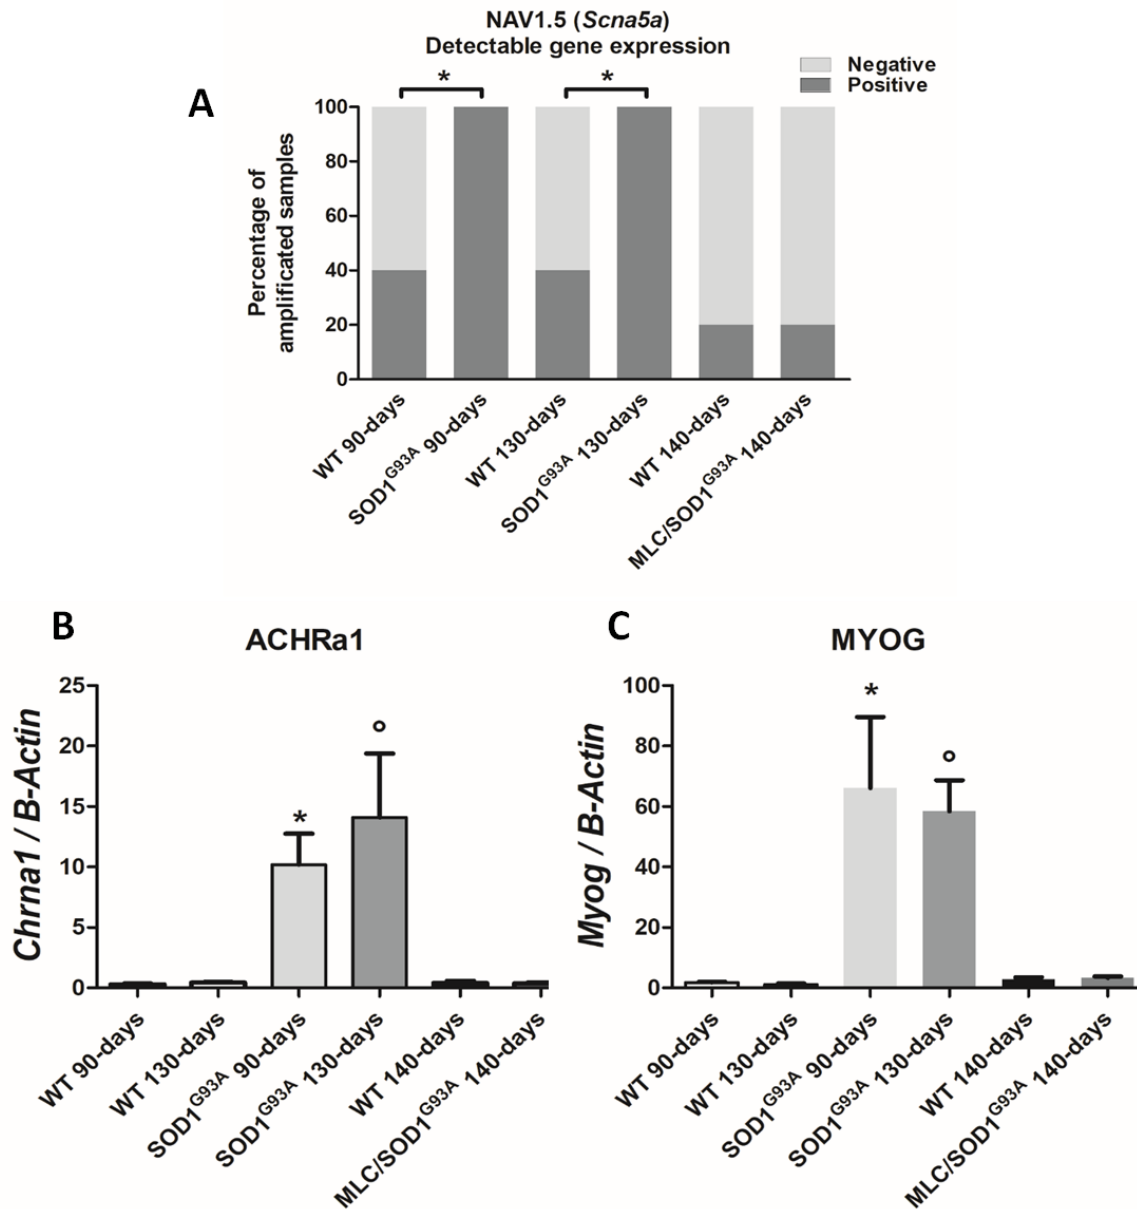 NAV1.5 (Scna5a)
Detectable gene expression
Negative
Positive
A
*
*
Percentage of
amplificated samples
100
80
60
40
20
0
WT 90-days
SOD1G93A 90-days
WT 130-days
SOD1G93A 130-days
WT 140-days
MLC/SOD1G93A 140-days
B
ACHRa1
Chrna1 / B-Actin
25
20
15
10
5
0
*
°
WT 90-days
WT 130-days
SOD1G93A 90-days
SOD1G93A 130-days
WT 140-days
MLC/SOD1G93A 140-days
C
MYOG
Myog / B-Actin
100
80
60
40
20
0
*
°
WT 90-days
WT 130-days
SOD1G93A 90-days
SOD1G93A 130-days
WT 140-days
MLC/SOD1G93A 140-days